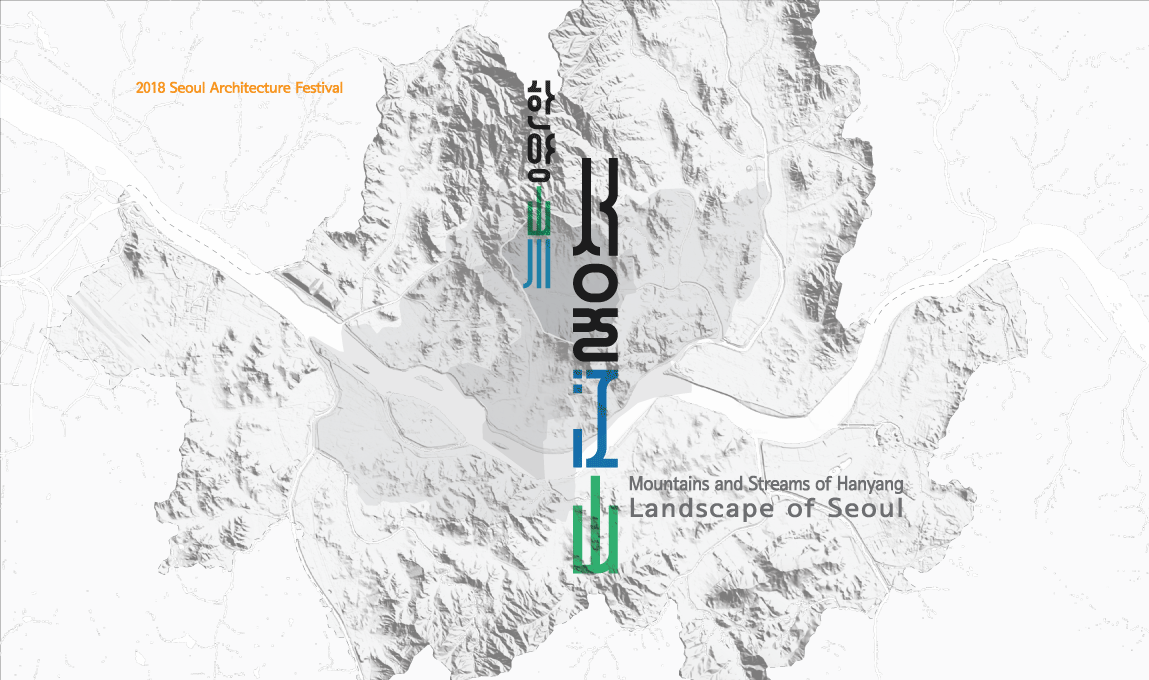 2018 Seoul Architecture Festival
한양山川
서울江山
Mountains and Streams of Hanyang
Landscape of Seoul